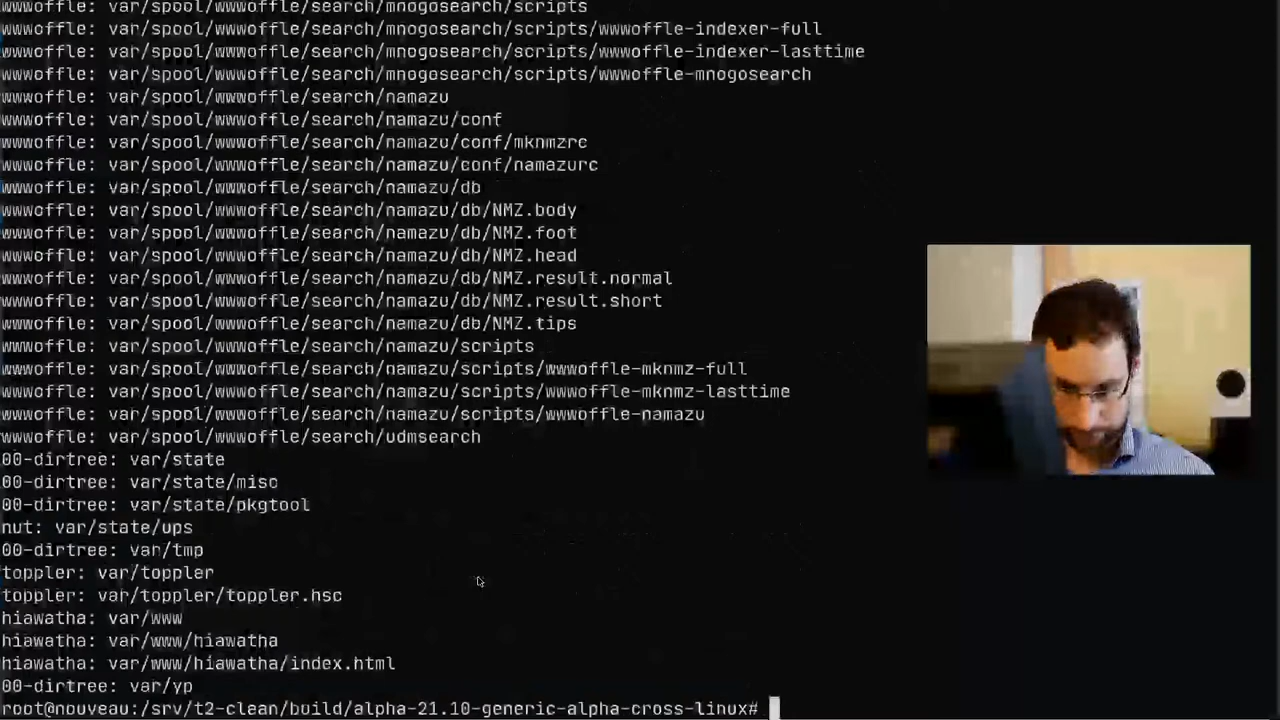 wwwoffle: var/spool/wwwoffle/search/mnogosearch/scripts
wwwoffle: var/spool/wwwoffle/search/mnogosearch/scripts/wwwoffle-indexer-full
wwwoffle: var/spool/wwwoffle/search/mnogosearch/scripts/wwwoffle-indexer-lasttime
wwwoffle: var/spool/wwwoffle/search/mnogosearch/scripts/wwwoffle-mnogosearch
wwwoffle: var/spool/wwwoffle/search/namazu
wwwoffle: var/spool/wwwoffle/search/namazu/conf
wwwoffle: var/spool/wwwoffle/search/namazu/conf/mknmzrc
wwwoffle: var/spool/wwwoffle/search/namazu/conf/namazurc
wwwoffle: var/spool/wwwoffle/search/namazu/db
wwwoffle: var/spool/wwwoffle/search/namazu/db/NMZ.body
wwwoffle: var/spool/wwwoffle/search/namazu/db/NMZ.foot
wwwoffle: var/spool/wwwoffle/search/namazu/db/NMZ.head
wwwoffle: var/spool/wwwoffle/search/namazu/db/NMZ.result.normal
wwwoffle: var/spool/wwwoffle/search/namazu/db/NMZ.result.short
wwwoffle: var/spool/wwwoffle/search/namazu/db/NMZ.tips
wwwoffle: var/spool/wwwoffle/search/namazu/scripts
wwwoffle: var/spool/wwwoffle/search/namazu/scripts/wwwoffle-mknmz-full
wwwoffle: var/spool/wwwoffle/search/namazu/scripts/wwwoffle-mknmz-lasttime
wwwoffle: var/spool/wwwoffle/search/namazu/scripts/wwwoffle-namazu
wwwoffle: var/spool/wwwoffle/search/udmsearch
00-dirtree: var/state
00-dirtree: var/state/misc
00-dirtree: var/state/pkgtool
nut: var/state/ups
00-dirtree: var/tmp
toppler: var/toppler
toppler: var/toppler/toppler.hsc
hiawatha: var/www
hiawatha: var/www/hiawatha
hiawatha: var/www/hiawatha/index.html
00-dirtree: var/yp
root@nouveau:/srv/t2-clean/build/alpha-21.10-generic-alpha-cross-linux#